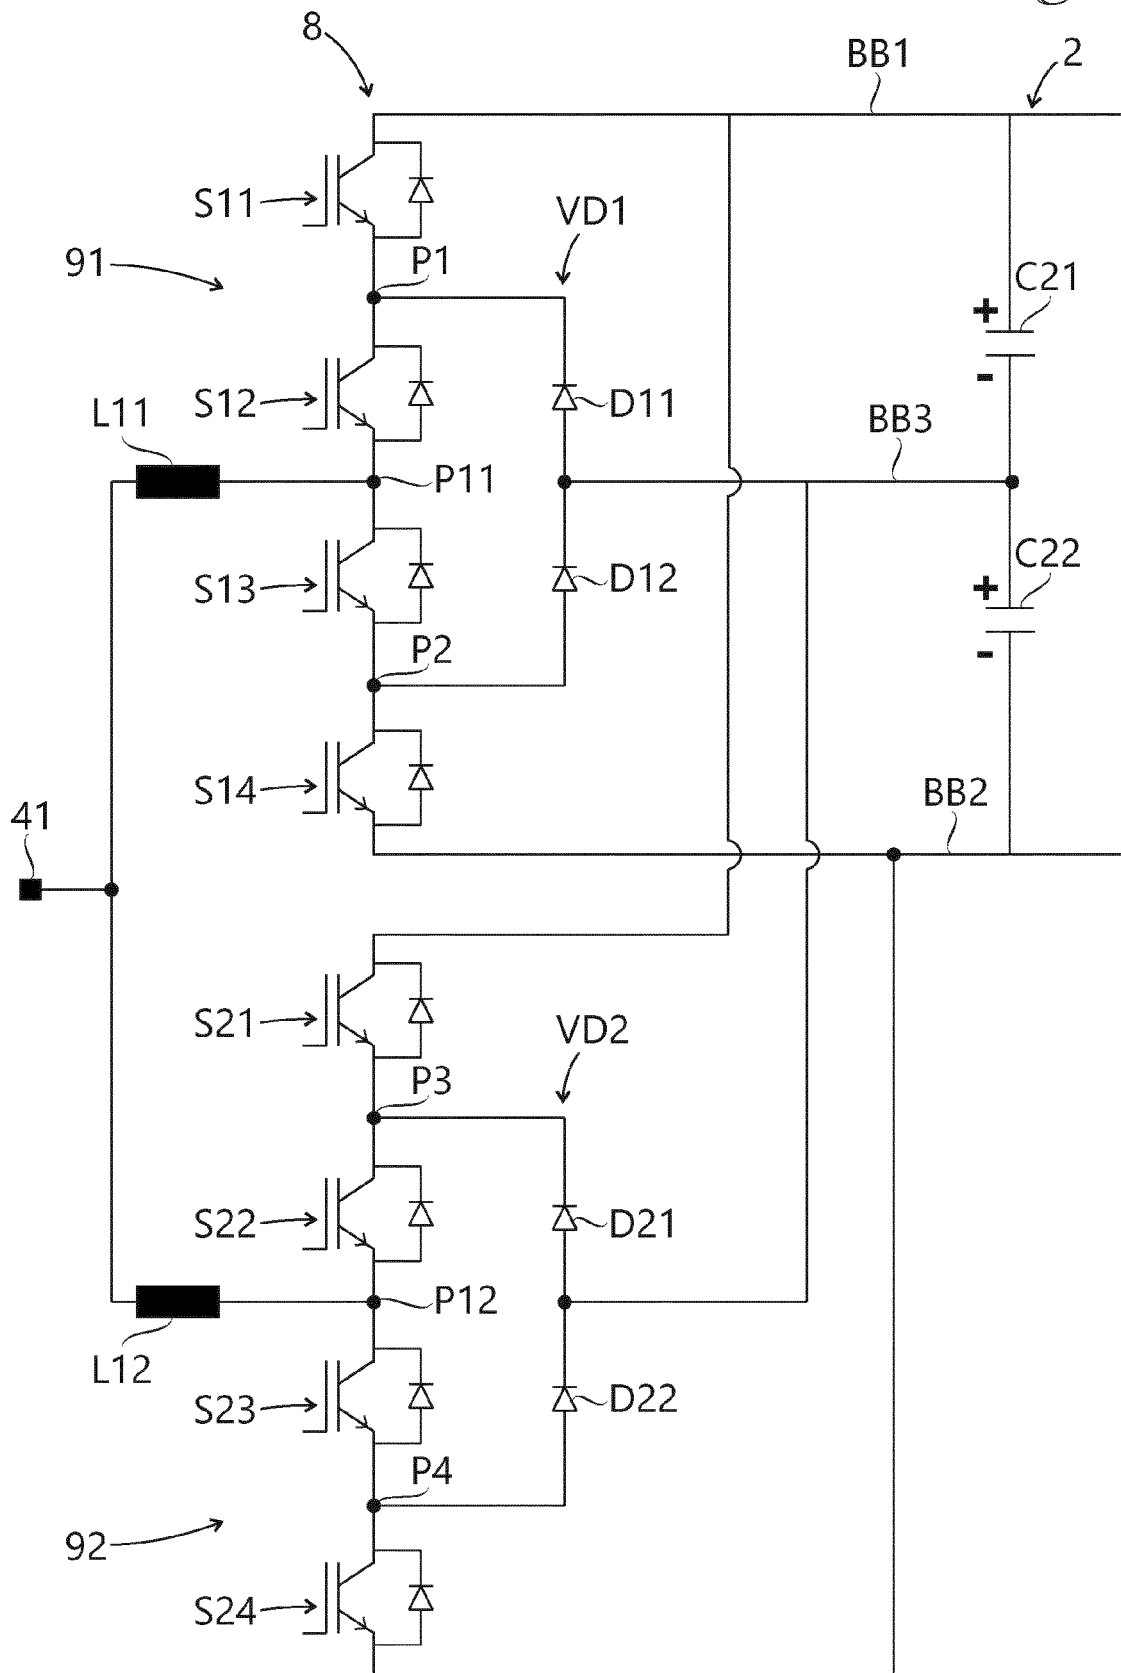 8
BB1
2
S11
VD1
91
P1
C21
+
-
L11
S12
D11
BB3
P11
C22
+
-
S13
D12
P2
S14
BB2
41
S21
VD2
P3
S22
D21
P12
L12
S23
D22
P4
92
S24